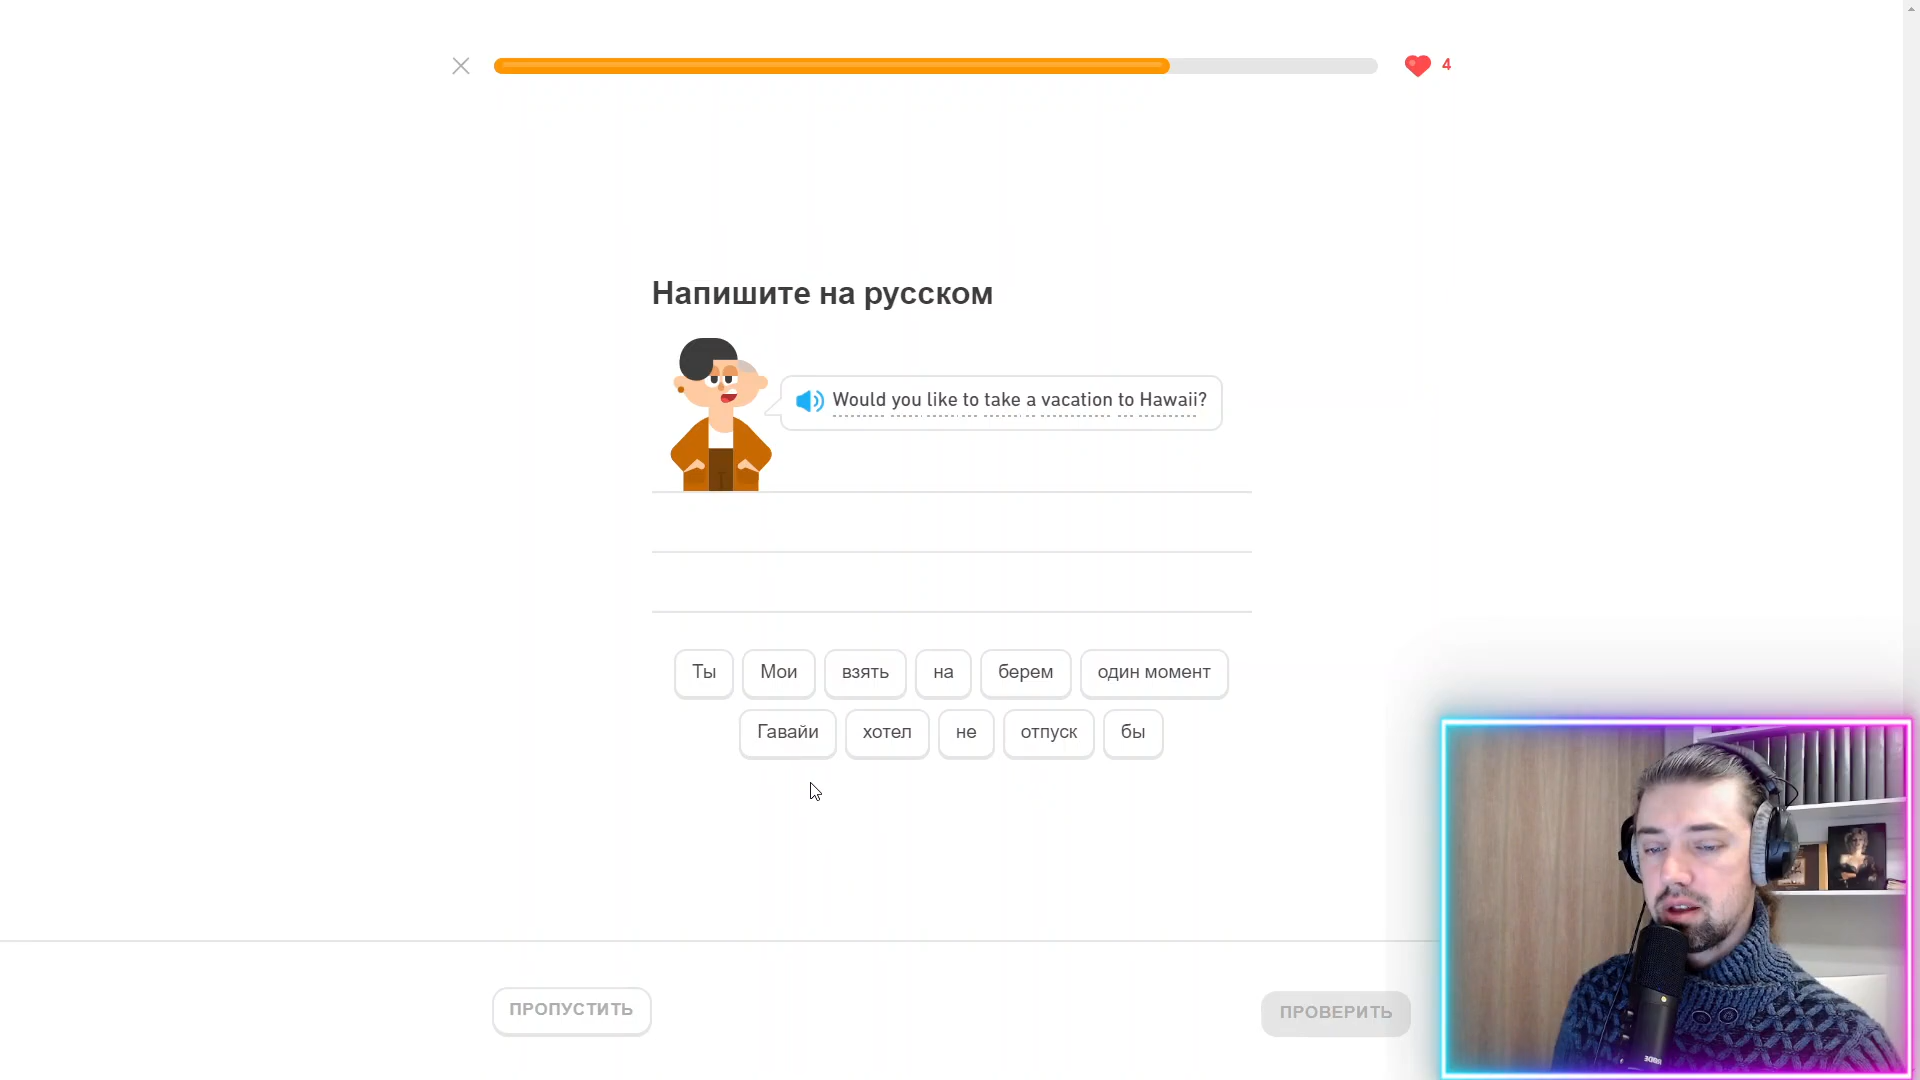 4
Напишите на русском
Would you like to take a vacation to Hawaii?
Ты Мои взять на берем один момент
Гавайи хотел не отпуск бы
ПРОПУСТИТЬ
ПРОВЕРИТЬ